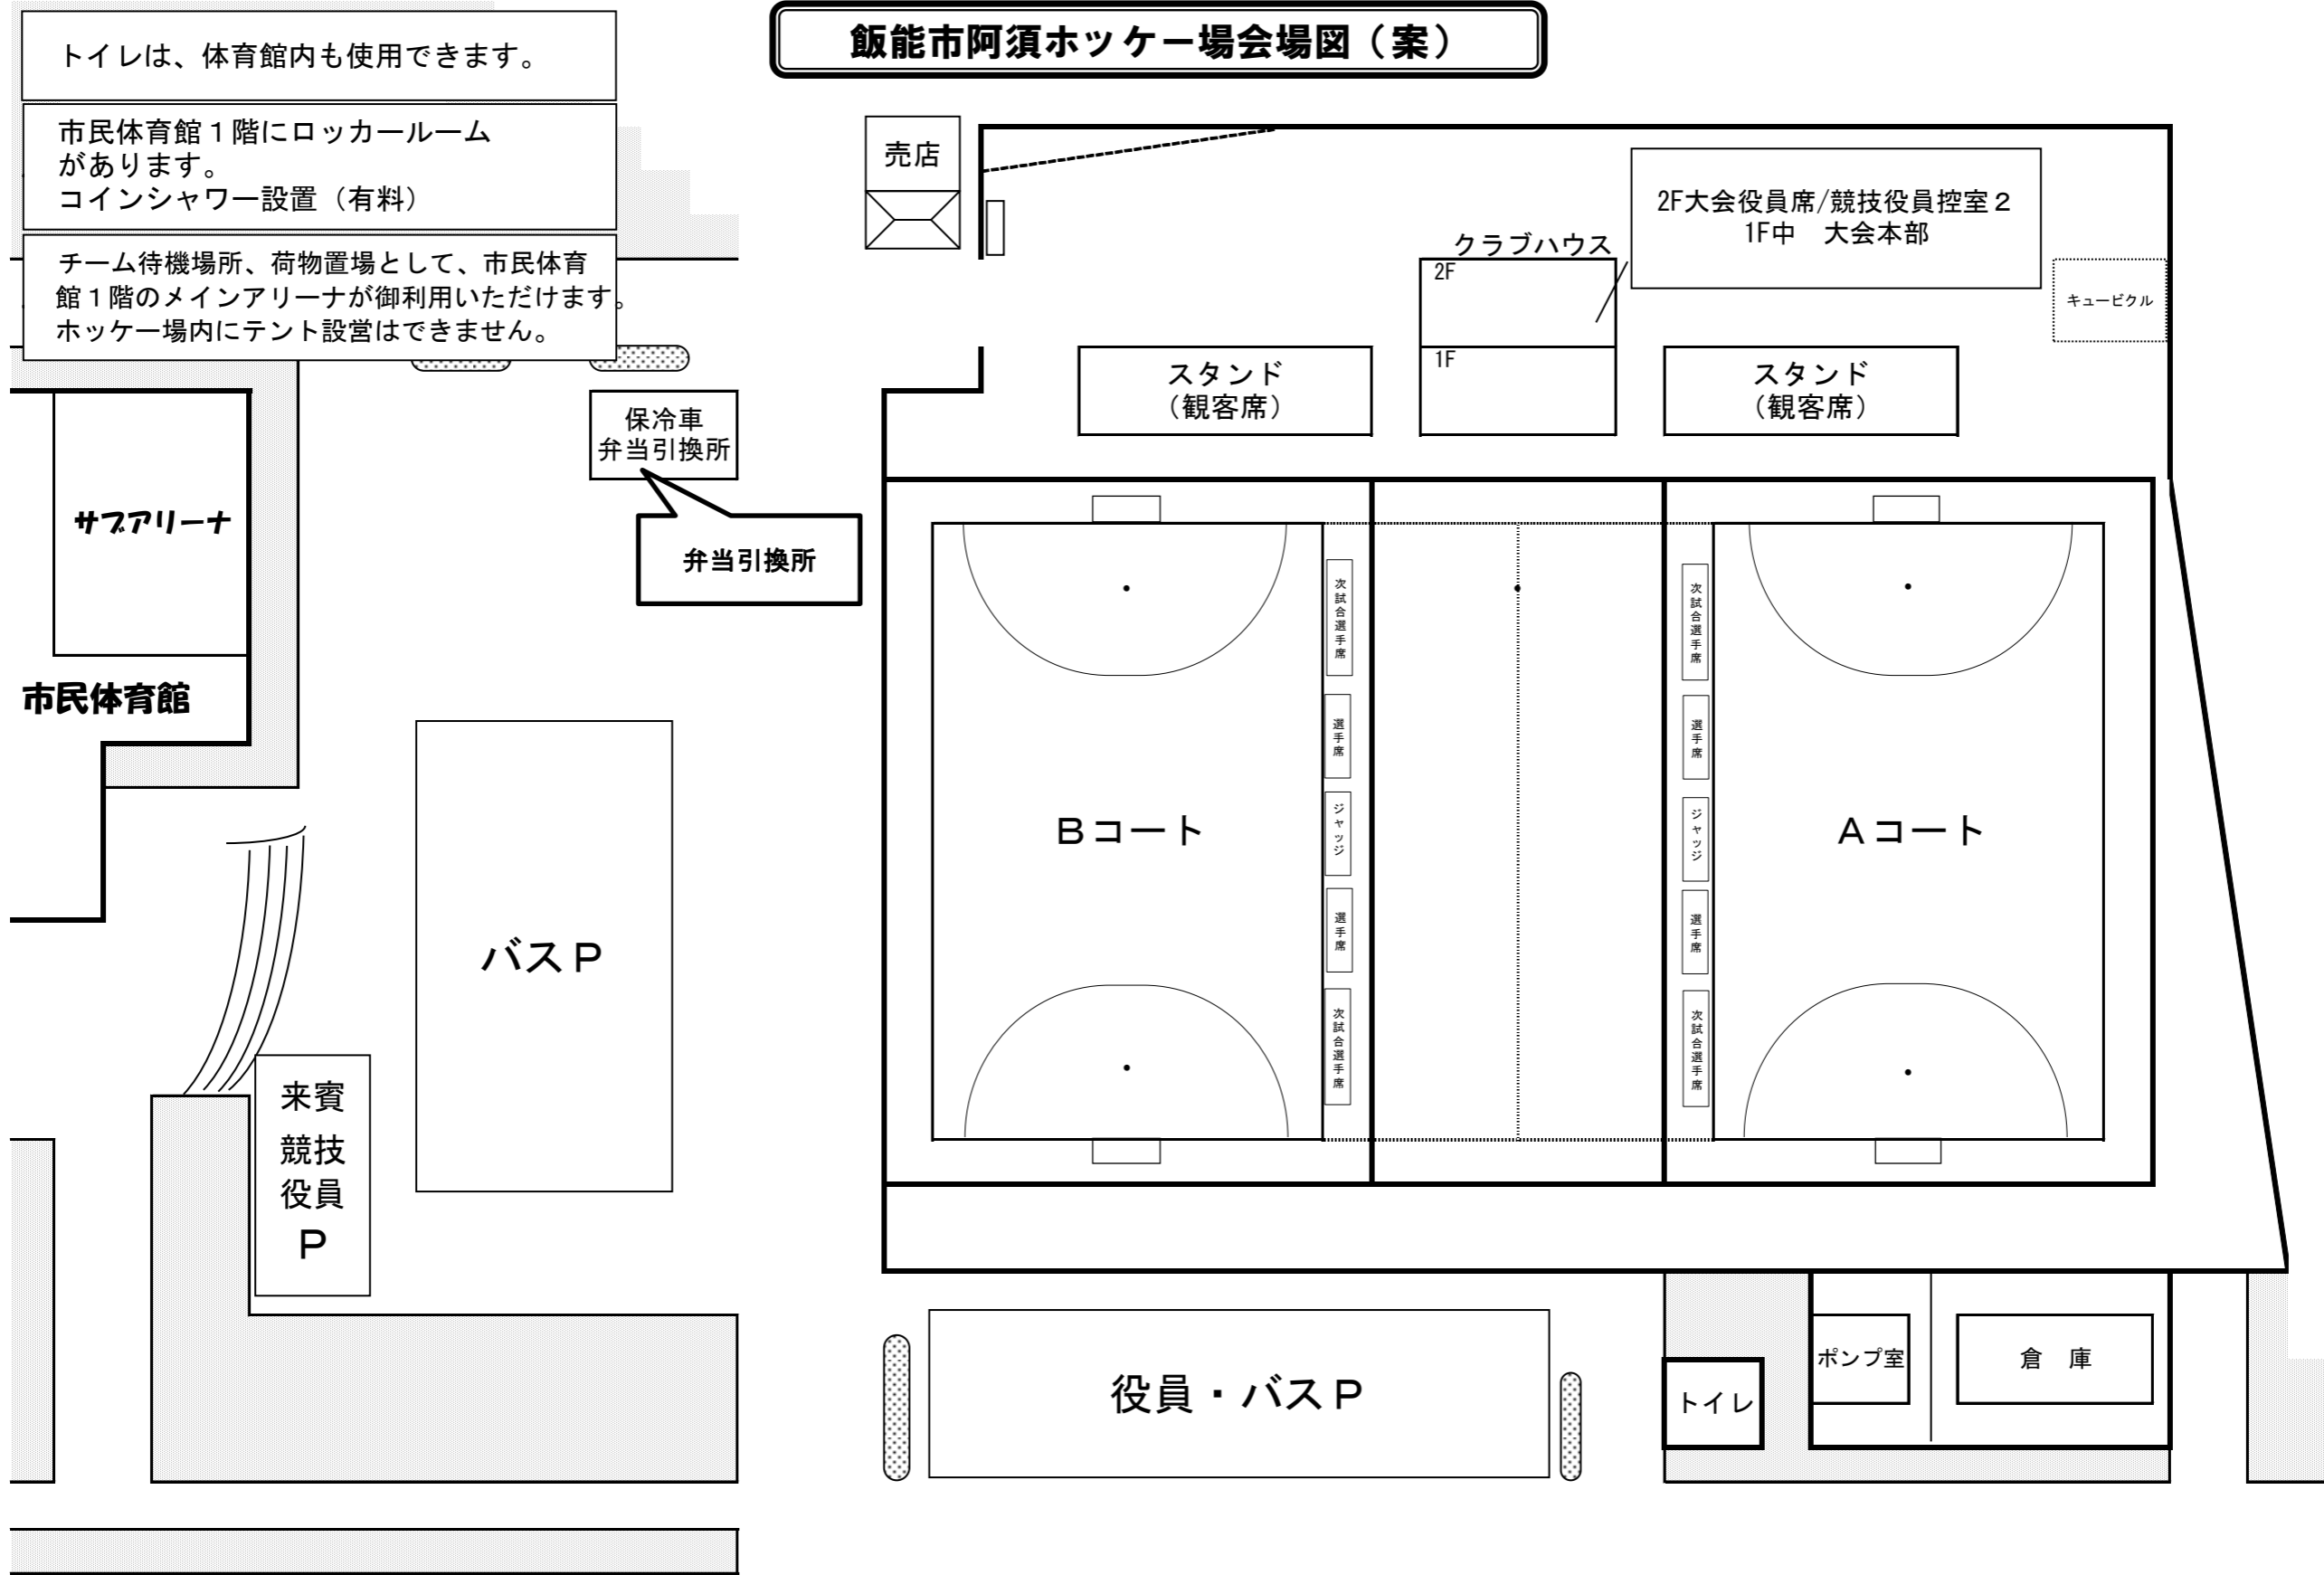 飯能市阿須ホッケー場会場図（案）
トイレは、体育館内も使用できます。
市民体育館１階にロッカールーム
があります。
コインシャワー設置（有料）
チーム待機場所、荷物置場として、市民体育
館１階のメインアリーナが御利用いただけます。
ホッケー場内にテント設営はできません。
売店
2F大会役員席/競技役員控室２
1F中　大会本部
クラブハウス
2F
1F
キュービクル
スタンド
（観客席）
スタンド
（観客席）
保冷車
弁当引換所
弁当引換所
サブアリーナ
市民体育館
次試合選手席
選手席
ジャッジ
選手席
次試合選手席
次試合選手席
選手席
ジャッジ
選手席
次試合選手席
Ｂコート
Ａコート
バスＰ
来賓
競技
役員
Ｐ
役員・バスＰ
トイレ
ポンプ室
倉　庫